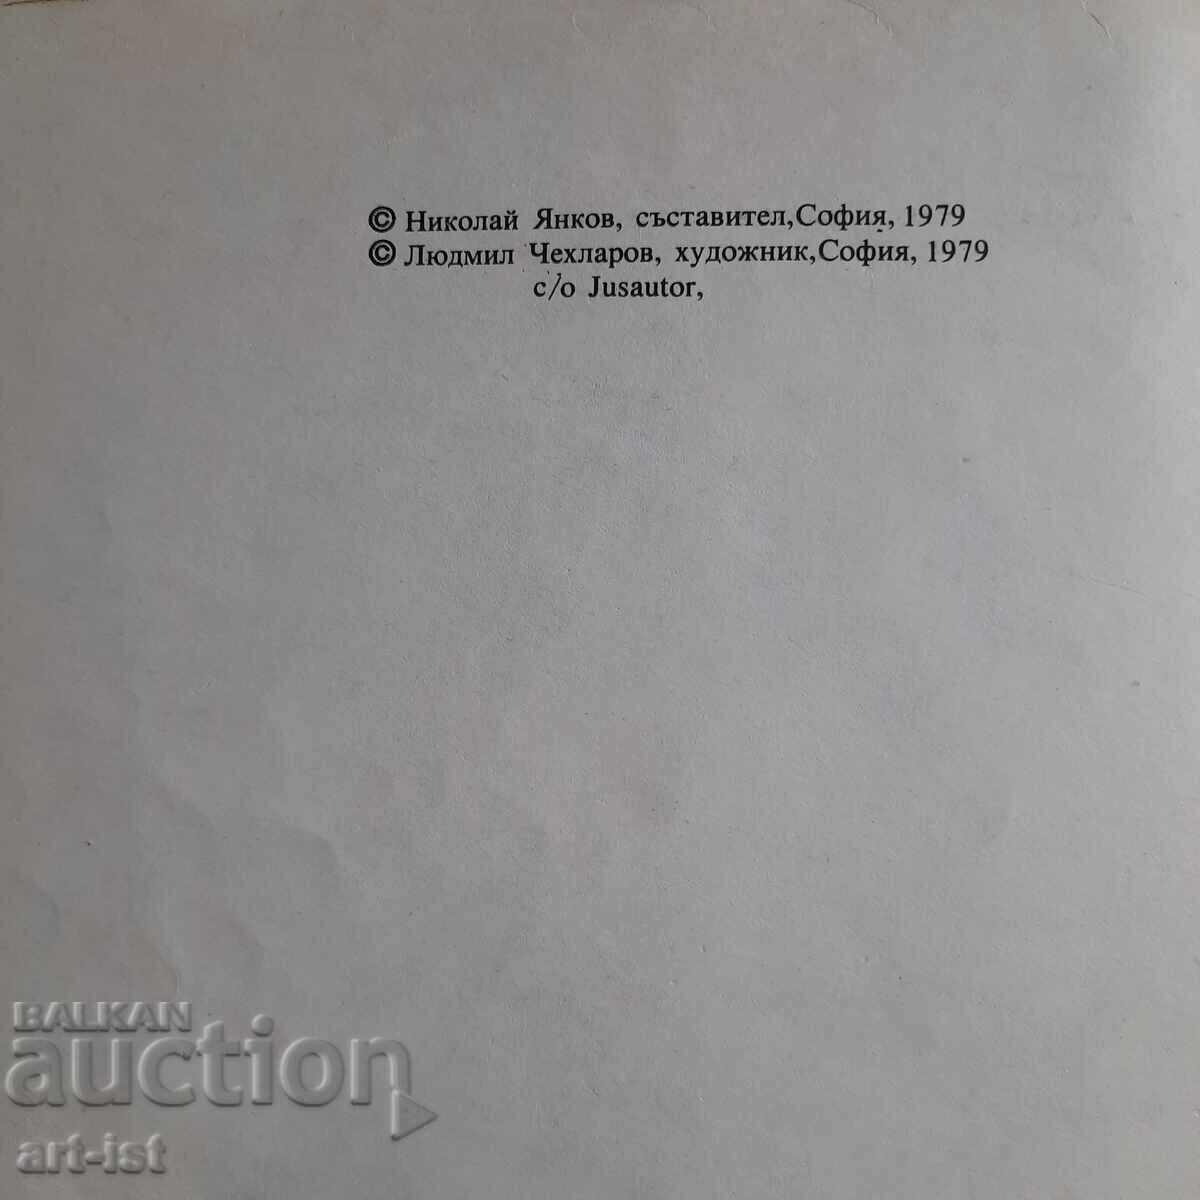 © Николай Янков, съставител,София, 1979
© Людмил Чехларов, художник,София, 1979
c/o Jusautor,
BALKAN
auction
art-ist